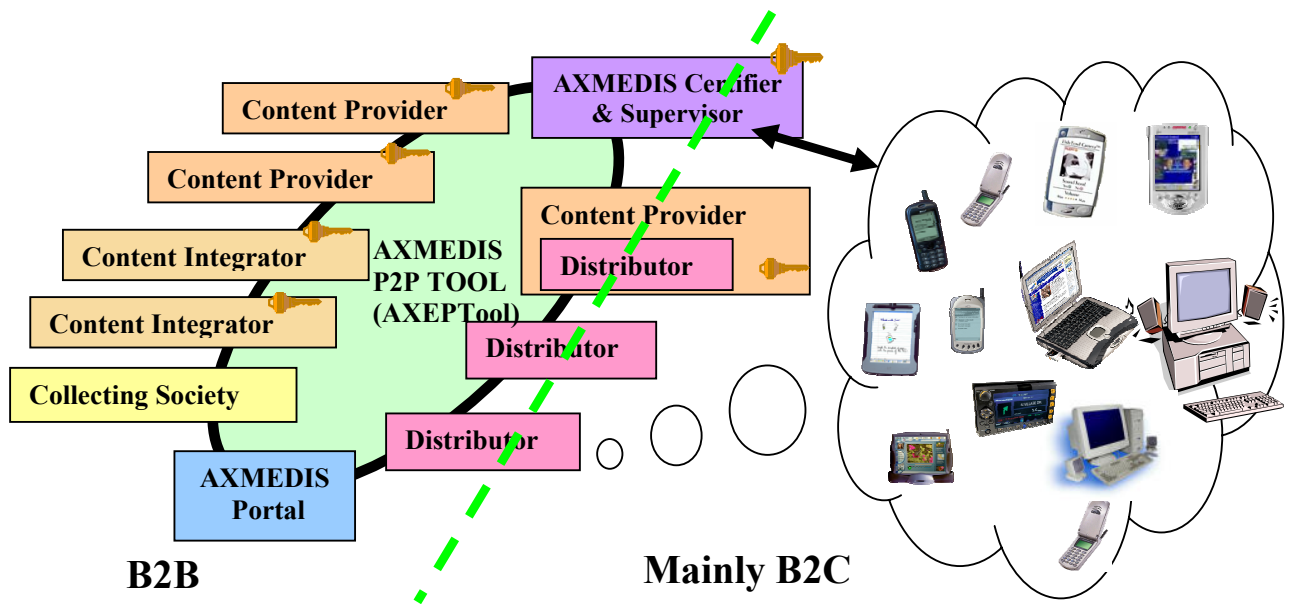 AXMEDIS Certifier
& Supervisor
Content Provider
Content Provider
Content Provider
Distributor
Content Integrator
AXMEDIS
P2P TOOL
(AXEPTool)
Content Integrator
Distributor
Collecting Society
Distributor
AXMEDIS
Portal
B2B
Mainly B2C